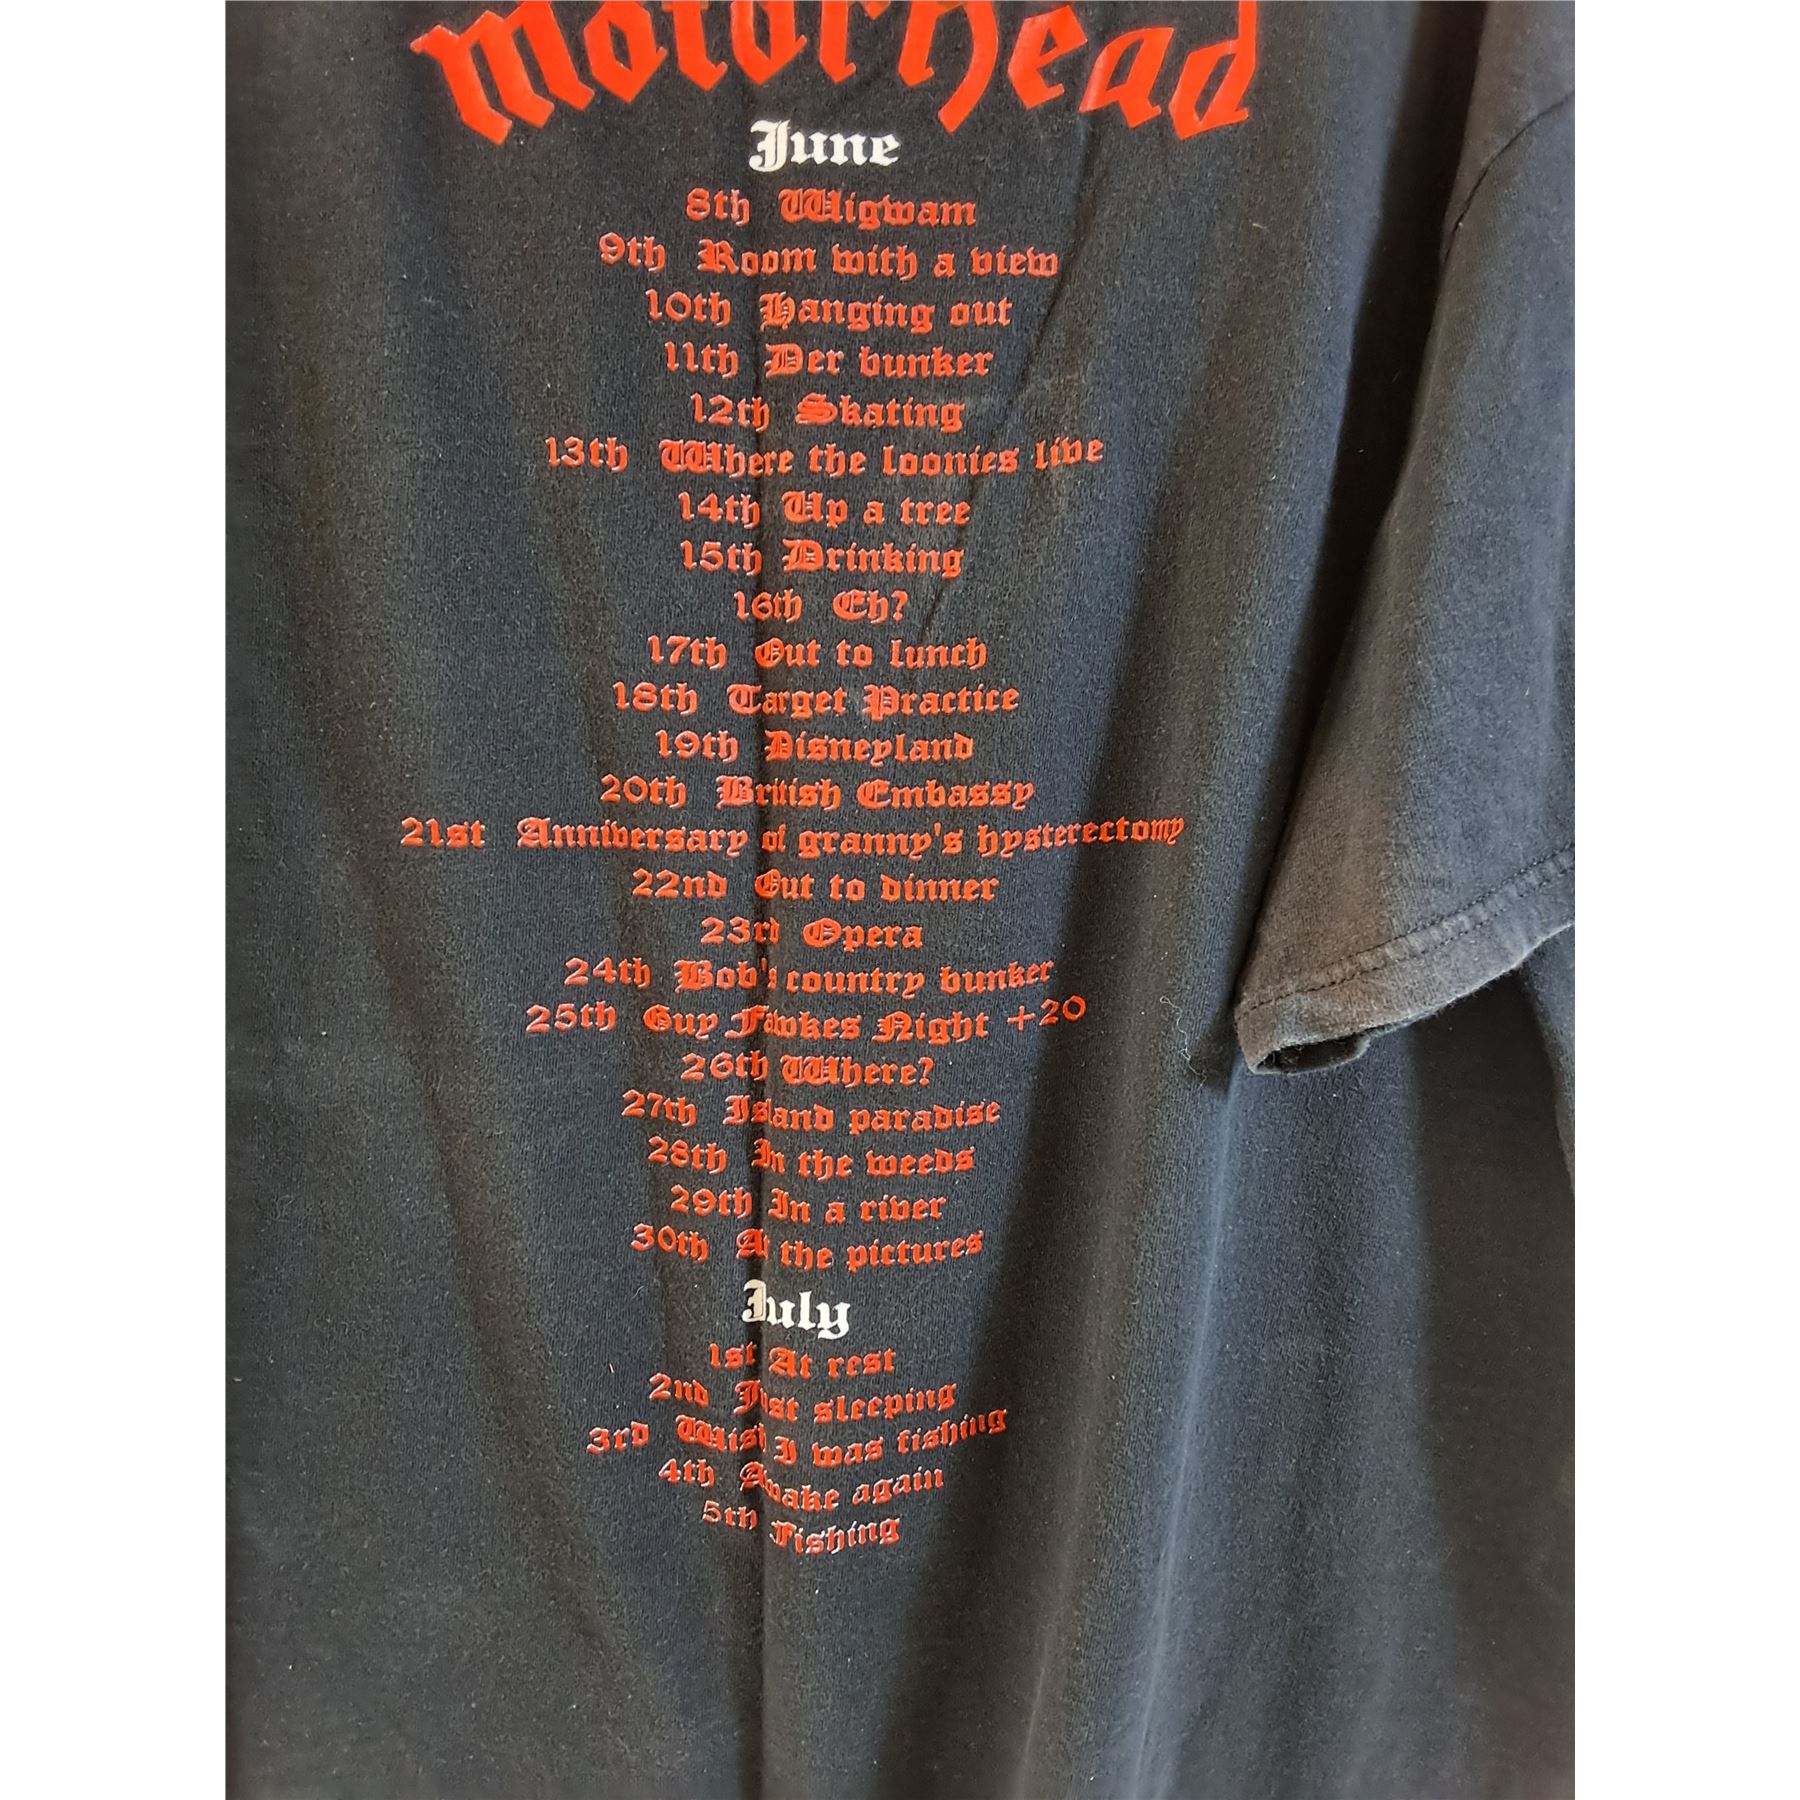 Motörhead
June
8th Wigwam
9th Room with a view
10th Hanging out
11th Der bunker
12th Skating
13th Where the loonies live
14th Up a tree
15th Drinking
16th Eh?
17th Out to lunch
18th Target Practice
19th Disneyland
20th British Embassy
21st Anniversary of granny's hysterectomy
22nd Out to dinner
23rd Opera
24th Bob's country bunker
25th Guy Fawkes Night +20
26th Where?
27th Island paradise
28th In the weeds
29th In a river
30th At the pictures
July
1st At rest
2nd Just sleeping
3rd Wish I was fishing
4th Awake again
5th Fishing